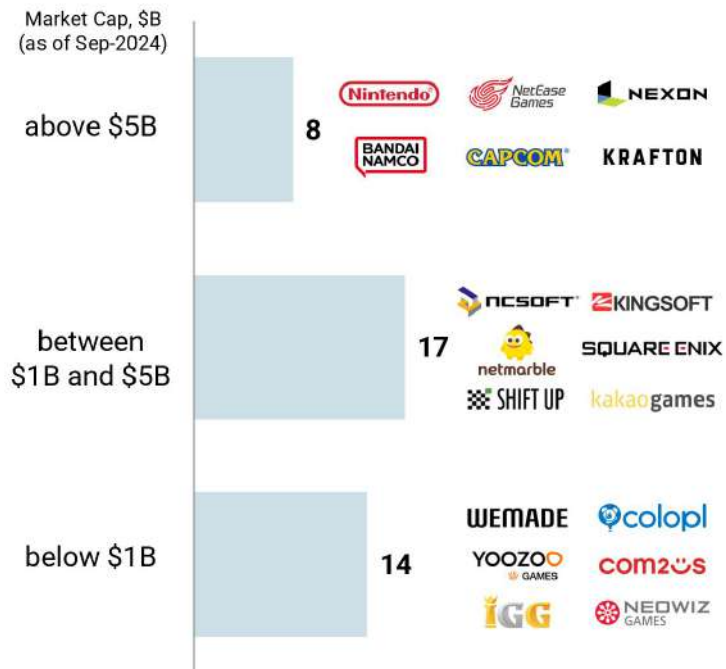 Market Cap, $B
(as of Sep-2024)
above $5B
8
Nintendo®
NetEase
Games
NEXON
BANDAI
NAMCO
CAPCOM®
KRAFTON
between
$1B and $5B
17
NCSOFT®
KINGSOFT
netmarble
SQUARE ENIX
SHIFT UP
kakaogames
below $1B
14
WEMADE
colopl
YOOZOO
GAMES
com2us
IGG
NEOWIZ
GAMES